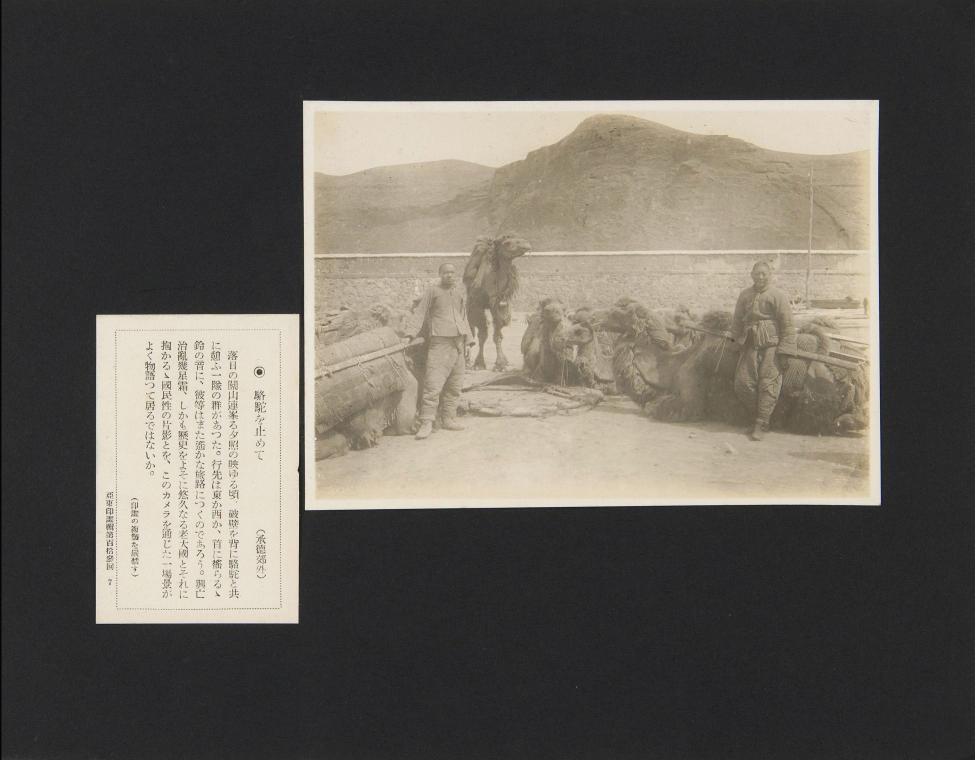 ◉ 駱駝を止めて (承德郊外)
落日の關山連峯る夕照の映ゆる頃、破壁を背に駱駝と共
に憩ふ一隊の群があつた。行先は東か西か、首に搖らるゝ
鈴の音に、彼等はまた遙かな旅路につくのであらう。興亡
治亂幾星霜、しかも歷史をよそに悠久なる老大國とそれに
抱かるゝ國民性の片影とを、このカメラを通じた一場景が
よく物語つて居るではないか。
(印畫の複製を嚴禁す)
亞東印畫輯第百拾參回 7